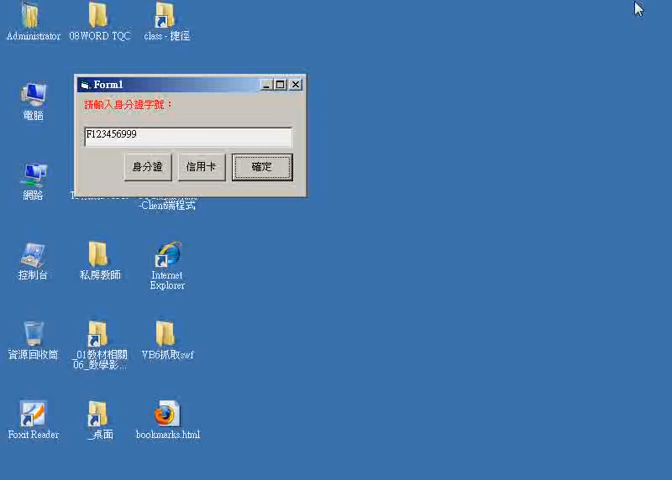 Administrator
08WORD TQC
class - 捷徑
Form1
請輸入身分證字號：
F123456999
身分證
信用卡
確定
電腦
網路
-Client端程式
控制台
私房教師
Internet
Explorer
資源回收筒
_01教材相關
06_教學影...
VB6抓取swf
Foxit Reader
_桌面
bookmarks.html